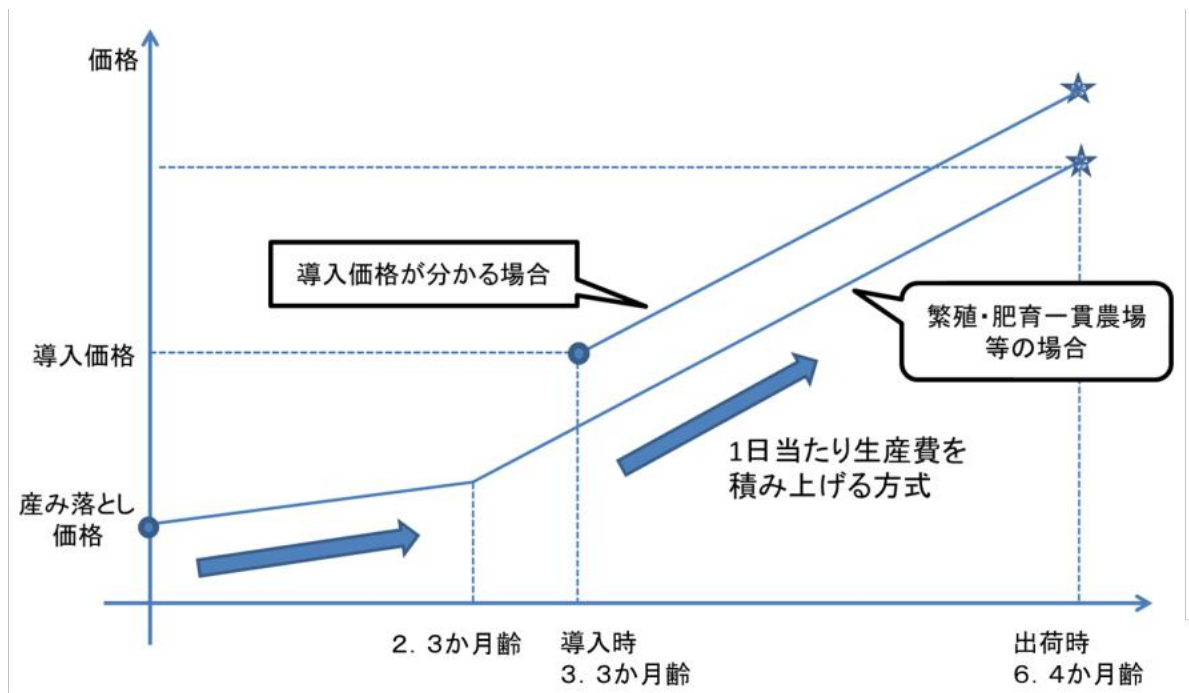 価格
導入価格が分かる場合
繁殖・肥育一貫農場
等の場合
導入価格
1日当たり生産費を
積み上げる方式
産み落とし
価格
2．3か月齢
導入時
3．3か月齢
出荷時
6．4か月齢